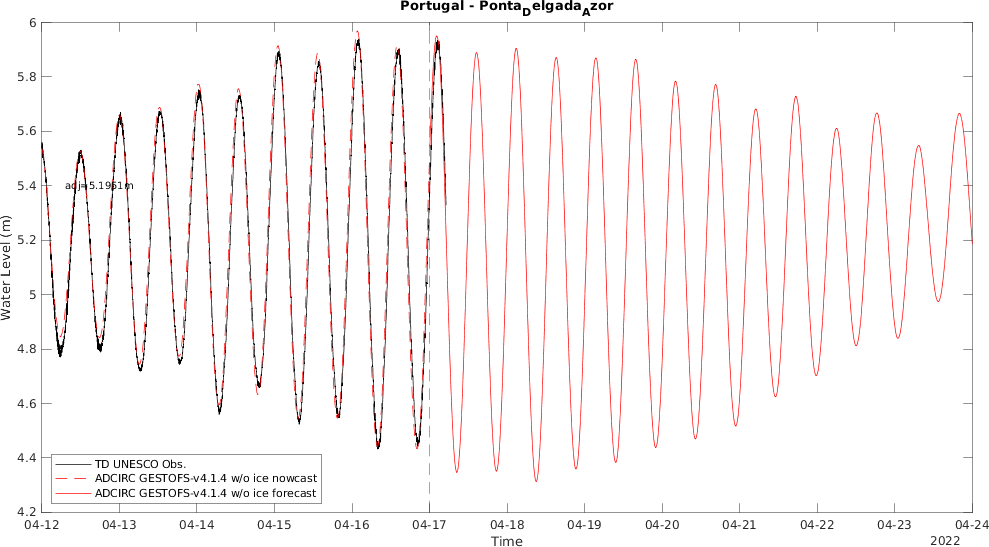 Portugal - PontaDelgadaAzor
6
5.8
5.6
5.4
5.2
5
4.8
4.6
4.4
4.2
Water Level (m)
adj=5.1961m
TD UNESCO Obs.
ADCIRC GESTOFS-v4.1.4 w/o ice nowcast
ADCIRC GESTOFS-v4.1.4 w/o ice forecast
04-12 04-13 04-14 04-15 04-16 04-17 04-18 04-19 04-20 04-21 04-22 04-23 04-24
Time
2022